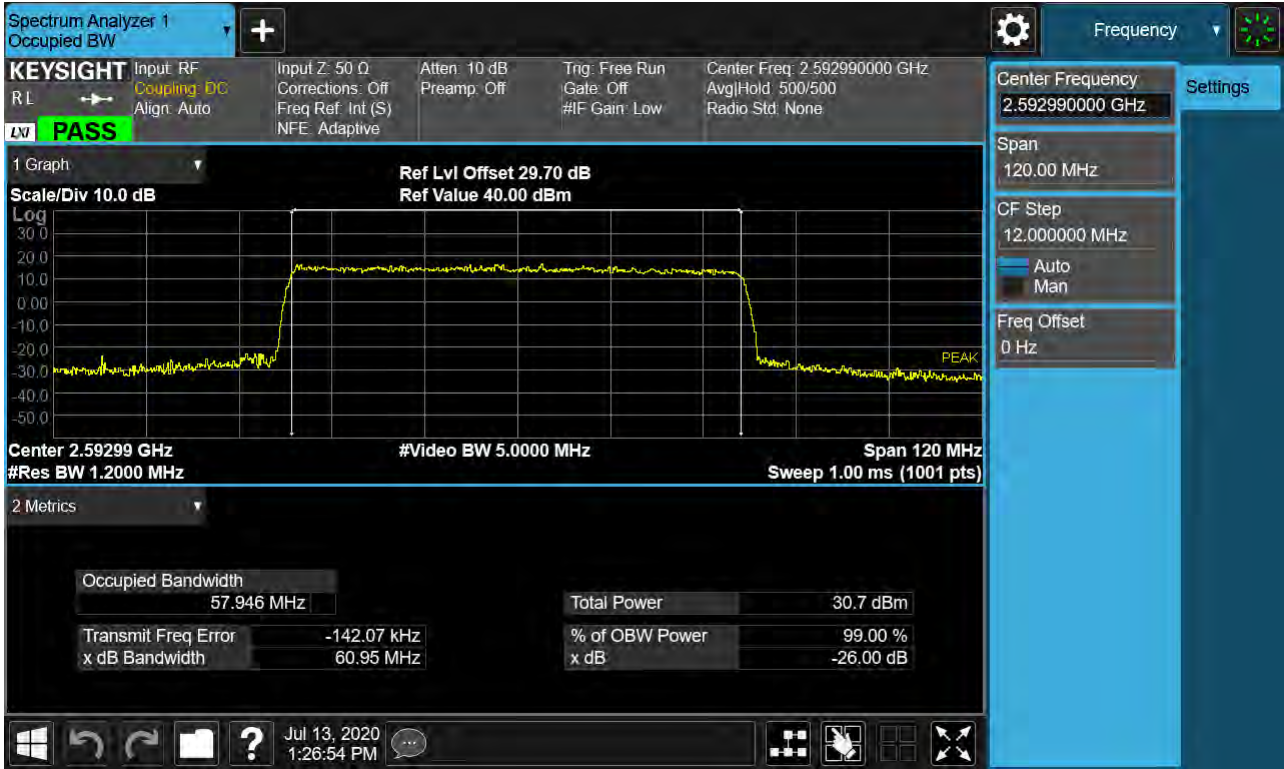 Spectrum Analyzer 1
Occupied BW
+
Frequency
KEYSIGHT
RL
LXI
PASS
Input: RF
Coupling: DC
Align: Auto
Input Z: 50 Ω
Corrections: Off
Freq Ref: Int (S)
NFE: Adaptive
Atten: 10 dB
Preamp: Off
Trig: Free Run
Gate: Off
#IF Gain: Low
Center Freq: 2.592990000 GHz
Avg|Hold: 500/500
Radio Std: None
1 Graph
Scale/Div 10.0 dB
Ref Lvl Offset 29.70 dB
Ref Value 40.00 dBm
Log
30.0
20.0
10.0
0.00
-10.0
-20.0
-30.0
-40.0
-50.0
PEAK
Center 2.59299 GHz
#Video BW 5.0000 MHz
Span 120 MHz
#Res BW 1.2000 MHz
Sweep 1.00 ms (1001 pts)
2 Metrics
Occupied Bandwidth
57.946 MHz
Total Power 30.7 dBm
Transmit Freq Error -142.07 kHz
% of OBW Power 99.00 %
x dB Bandwidth 60.95 MHz
x dB -26.00 dB
?
Jul 13, 2020
1:26:54 PM
Center Frequency
2.592990000 GHz
Settings
Span
120.00 MHz
CF Step
12.000000 MHz
Auto
Man
Freq Offset
0 Hz